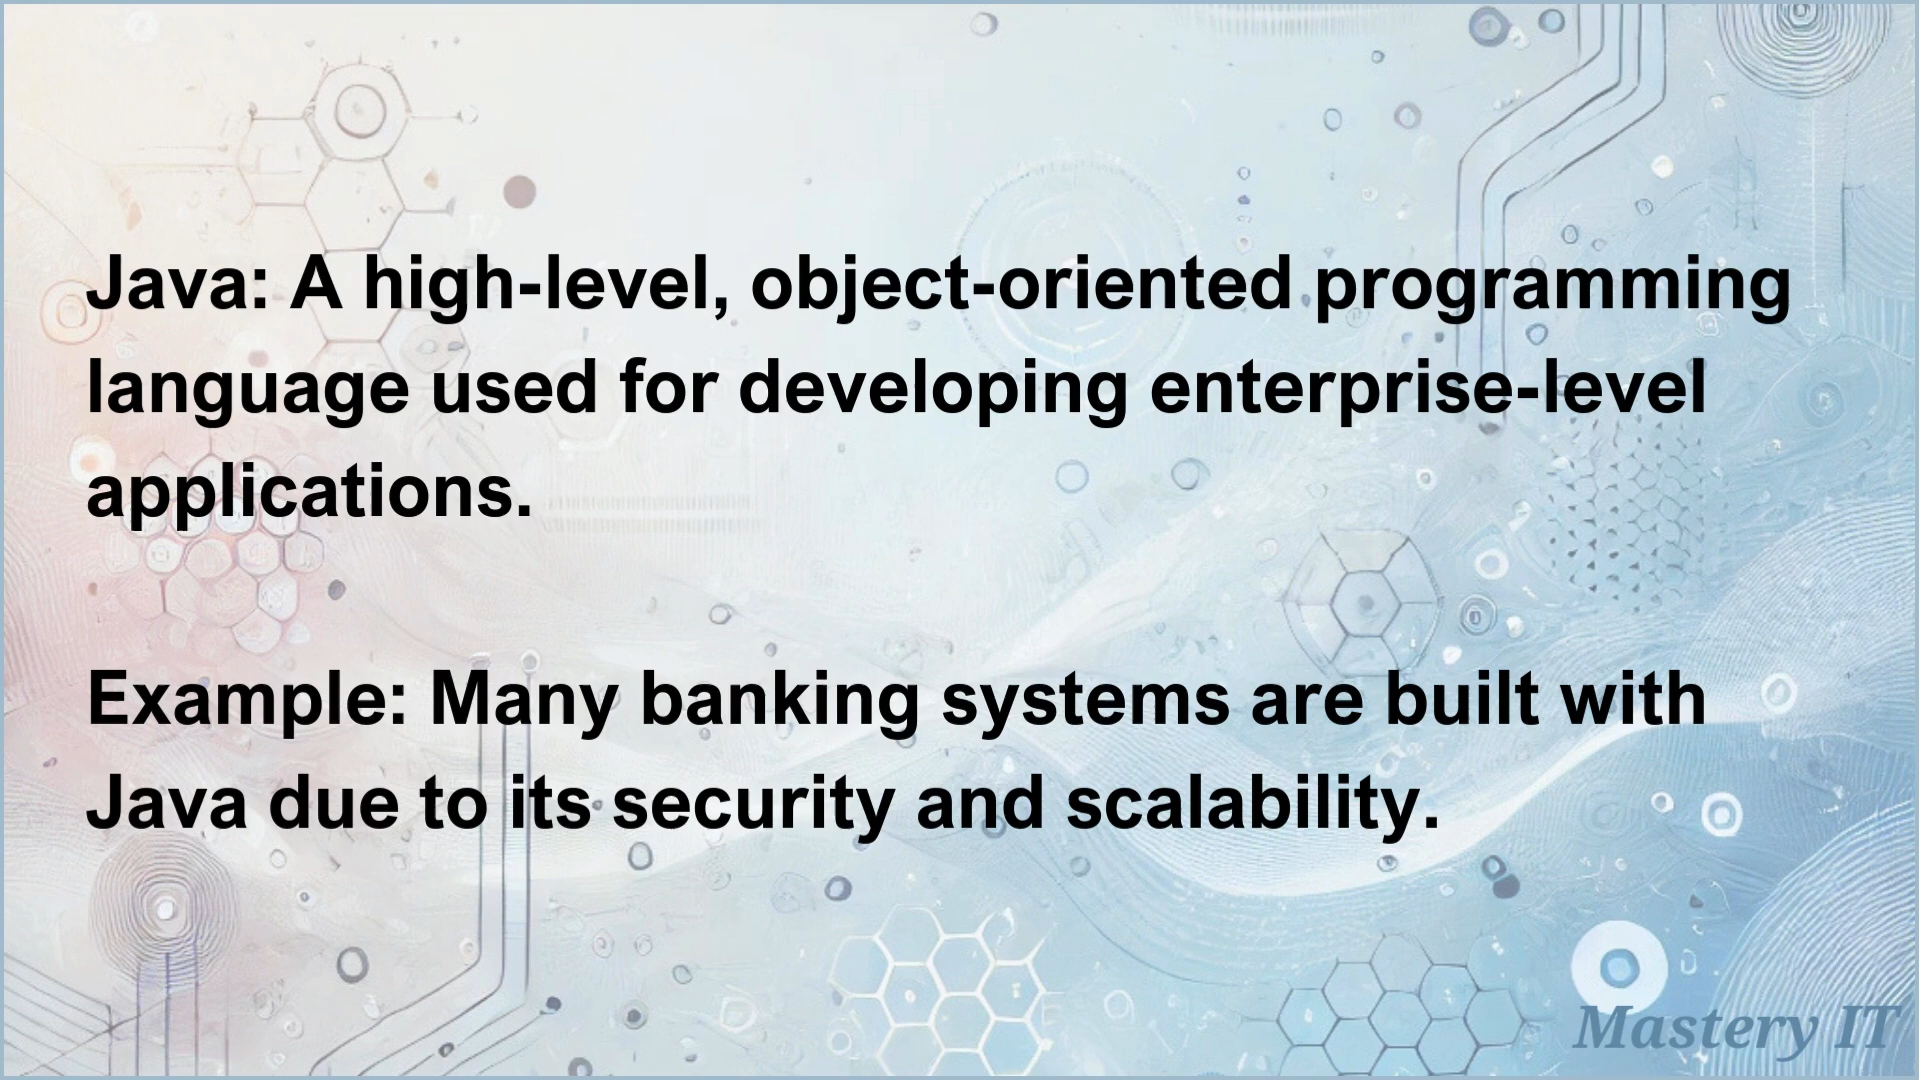 Java: A high-level, object-oriented programming
language used for developing enterprise-level
applications.
Example: Many banking systems are built with
Java due to its security and scalability.
Mastery IT